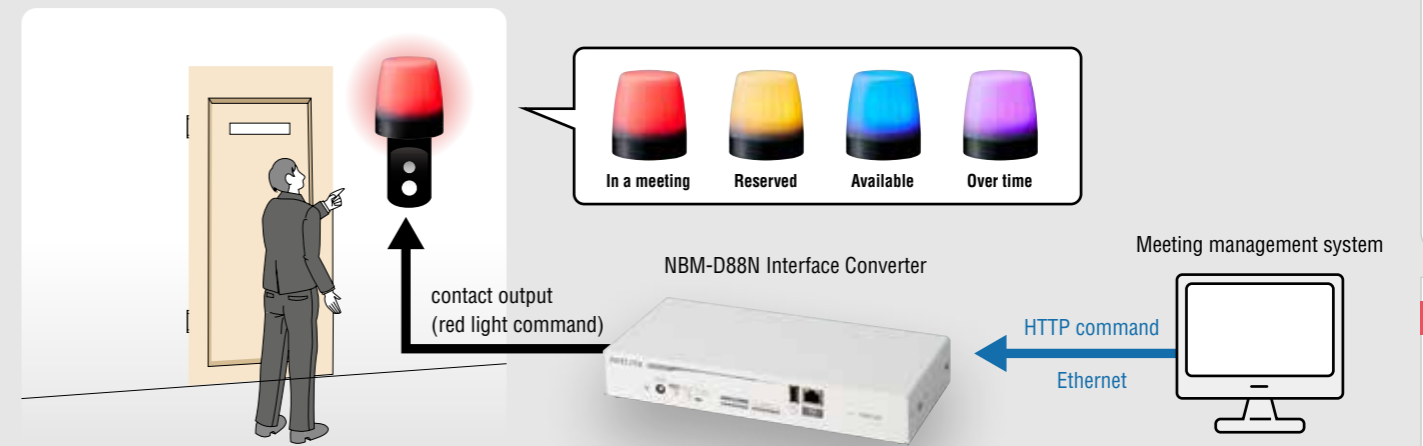 In a meeting
Reserved
Available
Over time
Meeting management system
NBM-D88N Interface Converter
contact output
(red light command)
HTTP command
Ethernet